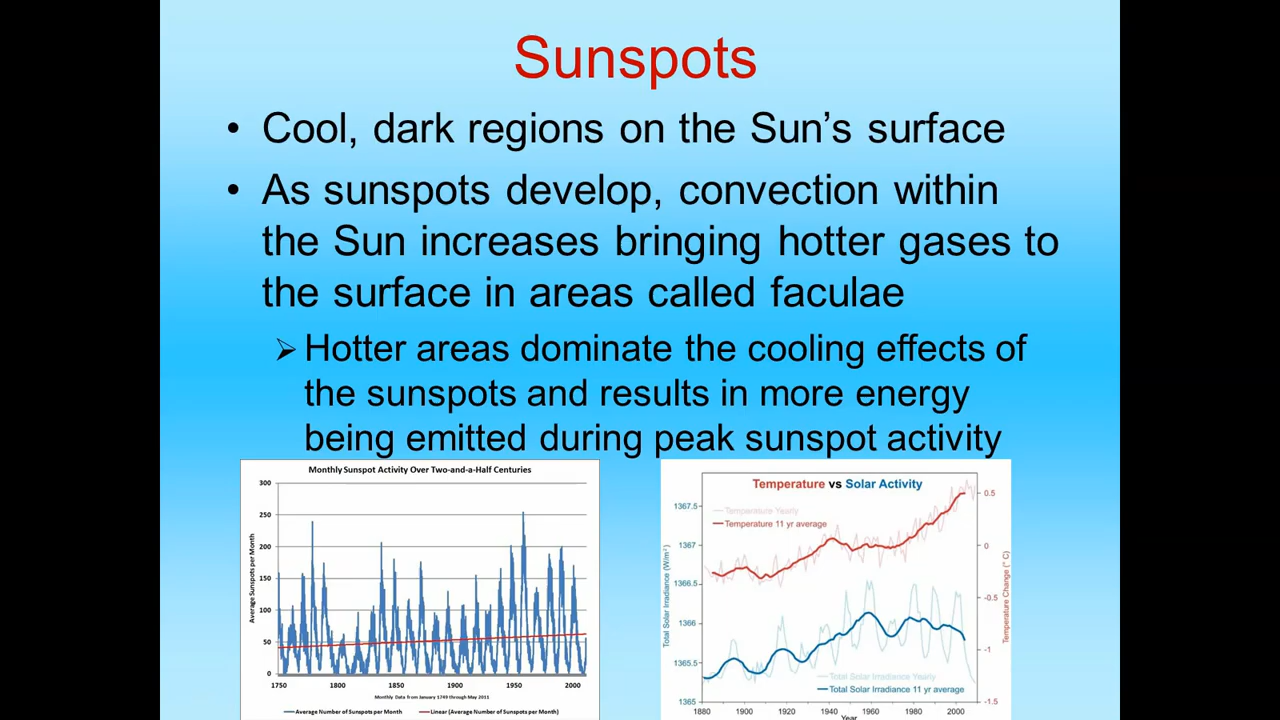 Sunspots
• Cool, dark regions on the Sun’s surface
• As sunspots develop, convection within
the Sun increases bringing hotter gases to
the surface in areas called faculae
➢ Hotter areas dominate the cooling effects of
the sunspots and results in more energy
being emitted during peak sunspot activity
Monthly Sunspot Activity Over Two-and-a-Half Centuries
Average Sunspots per Month
300
250
200
150
100
50
0
1750 1800 1850 1900 1950 2000
Monthly Data from January 1749 through May 2011
Average Number of Sunspots per Month Linear (Average Number of Sunspots per Month)
Temperature vs Solar Activity
Temperature Yearly
Temperature 11 yr average
Total Solar Irradiance (W/m²)
1367.5
1367
1366.5
1366
1365.5
1365
Temperature Change (°C)
0.5
0
-0.5
-1
-1.5
Total Solar Irradiance Yearly
Total Solar Irradiance 11 yr average
1880 1900 1920 1940 1960 1980 2000
Year